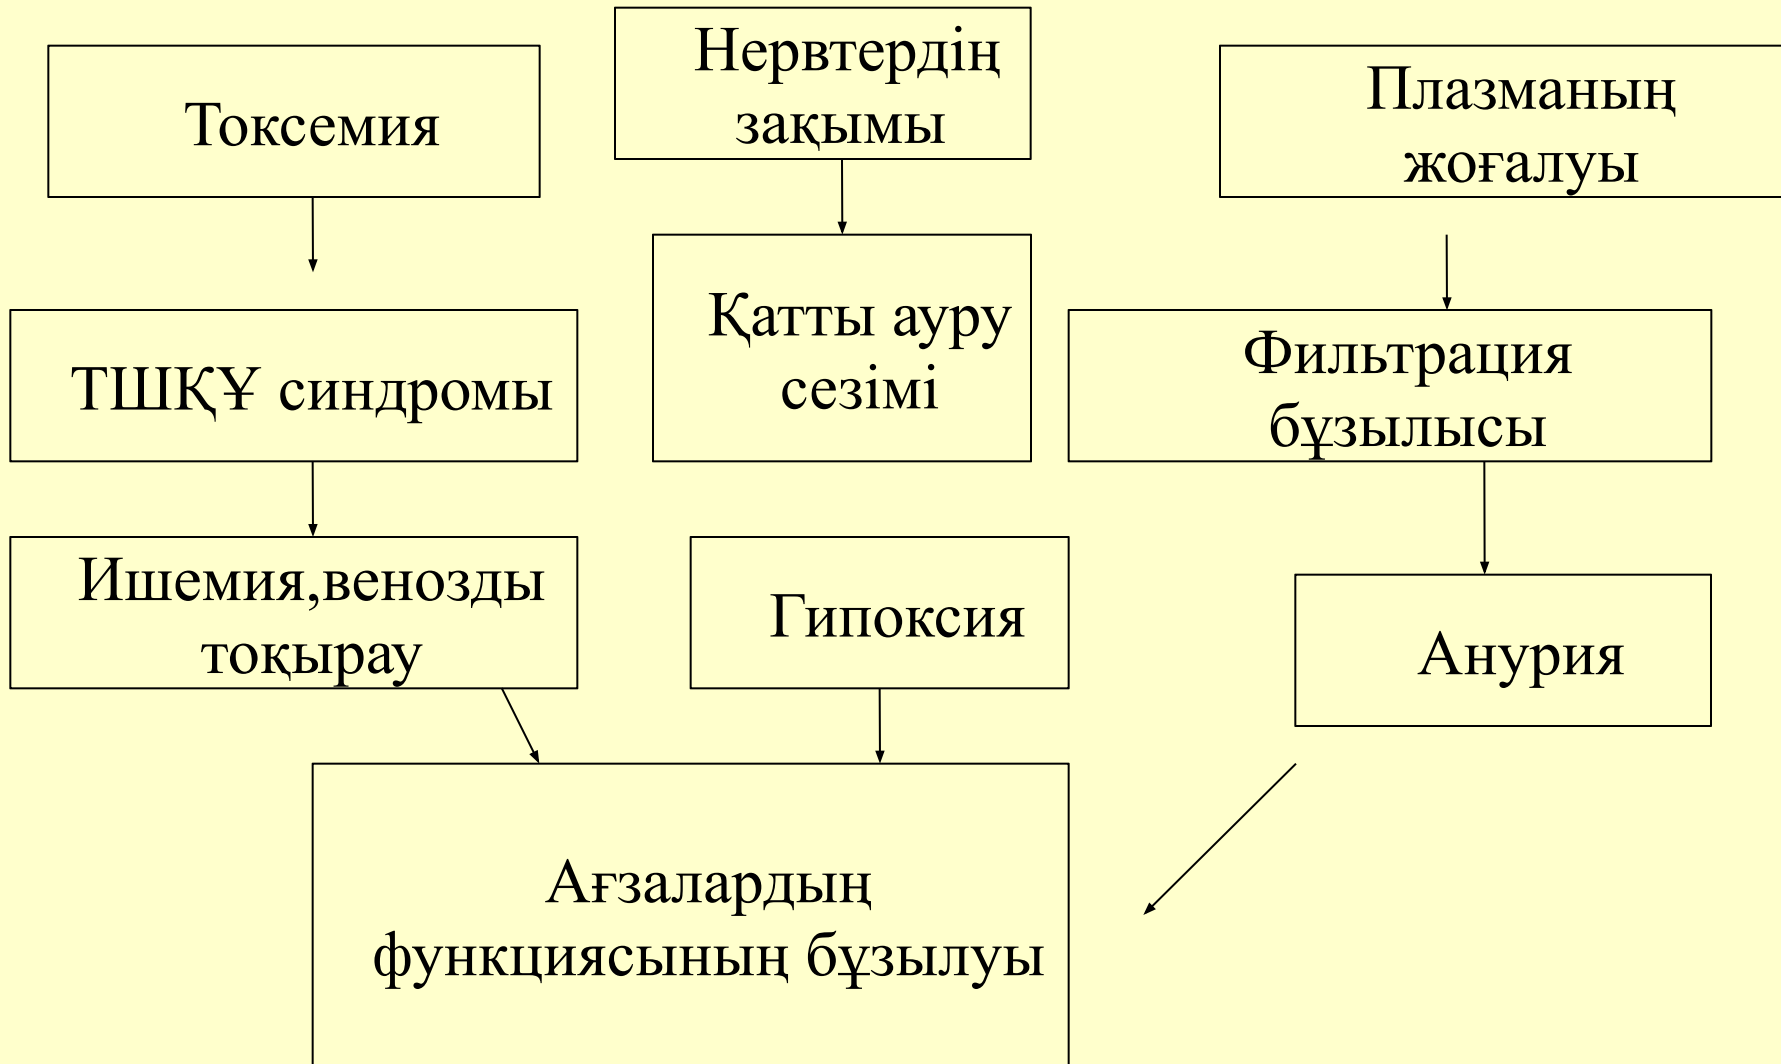 Токсемия
Нервтердің
зақымы
Плазманың
жоғалуы
ТШҚҰ синдромы
Қатты ауру
сезімі
Фильтрация
бұзылысы
Ишемия,венозды
тоқырау
Гипоксия
Анурия
Ағзалардың
функциясының бұзылуы